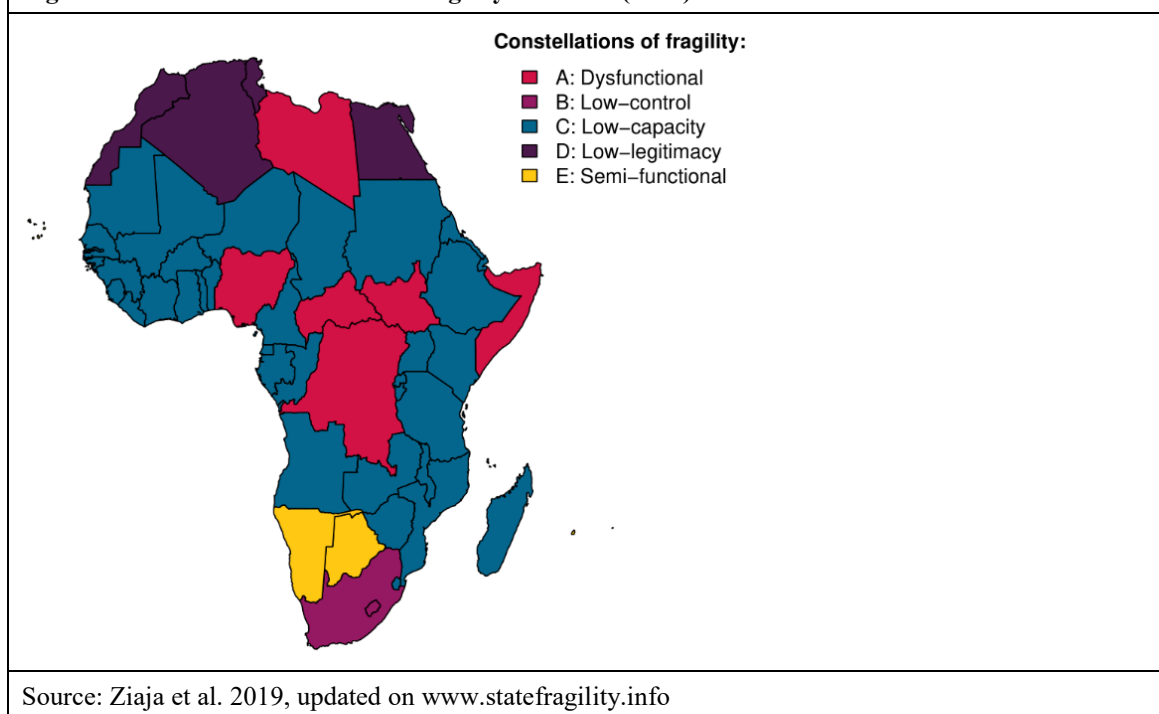 Constellations of fragility:
A: Dysfunctional
B: Low−control
C: Low−capacity
D: Low−legitimacy
E: Semi−functional
Source: Ziaja et al. 2019, updated on www.statefragility.info